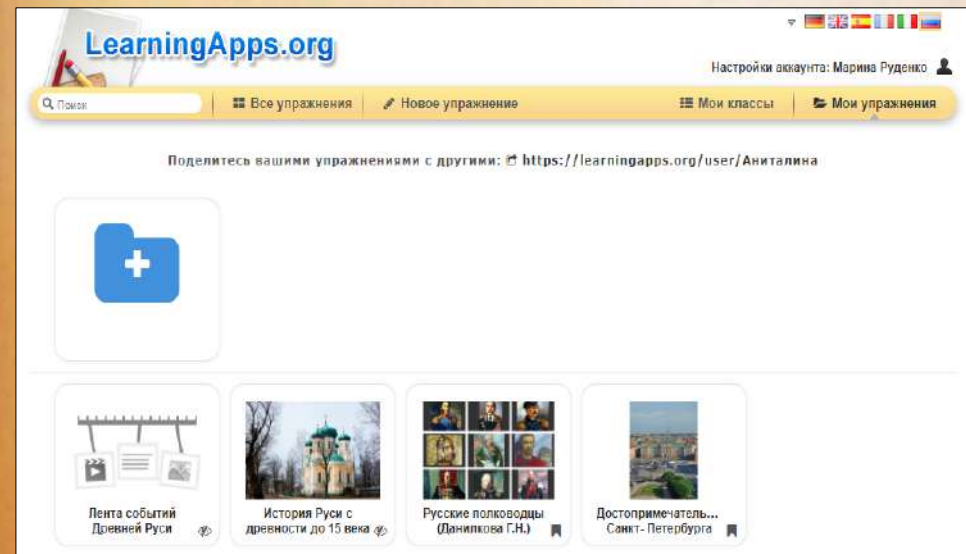 LearningApps.org
Настройки аккаунта: Марина Руденко
Поиск
Все упражнения
Новое упражнение
Мои классы
Мои упражнения
Поделитесь вашими упражнениями с другими: https://learningapps.org/user/Аниталина
Лента событий
Древней Руси
История Руси с
древности до 15 века
Русские полководцы
(Данилкова Г.Н.)
Достопримечатель...
Санкт- Петербурга